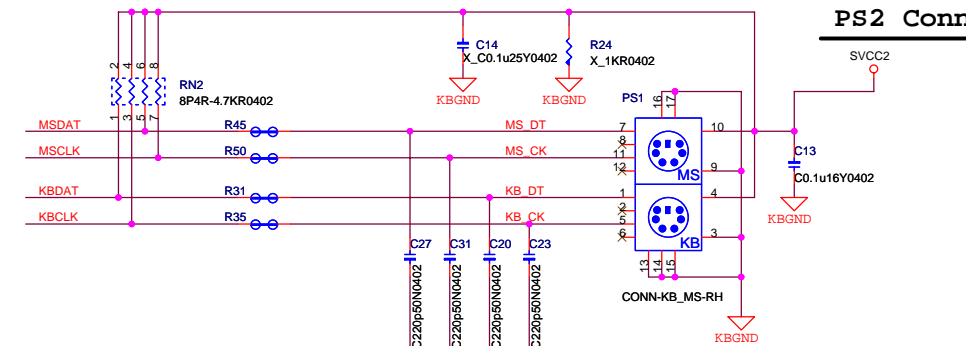 PS2 Conn
SVCC2
C14
X_C0.1u25Y0402
KBGND
R24
X_1KR0402
KBGND
2
4
6
8
RN2
8P4R-4.7KR0402
1
3
5
7
PS1
16
17
MSDAT
R45
MS_DT
7
10
8
MSCLK
R50
MS_CK
11
12
9
MS
C13
C0.1u16Y0402
KBGND
KBDAT
R31
KB_DT
1
4
2
KBCLK
R35
KB_CK
5
6
3
KB
C27
C31
C20
C23
C220p50N0402
C220p50N0402
C220p50N0402
C220p50N0402
13
14
15
CONN-KB_MS-RH
KBGND